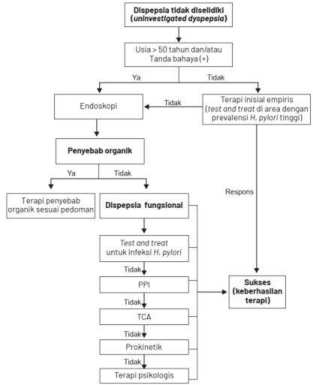 Dispepsia tidak diselidiki
(uninvestigated dyspepsia)
Usia > 50 tahun dan/atau
Tanda bahaya (+)
Ya
Tidak
Endoskopi
Tidak
Terapi inisial empiris
(test and treat di area dengan
prevalensi H. pylori tinggi)
Penyebab organik
Ya
Tidak
Respons
Terapi penyebab
organik sesuai pedoman
Dispepsia fungsional
Test and treat
untuk infeksi H. pylori
Tidak
PPI
Sukses
(keberhasilan
terapi)
Tidak
TCA
Tidak
Prokinetik
Tidak
Terapi psikologis